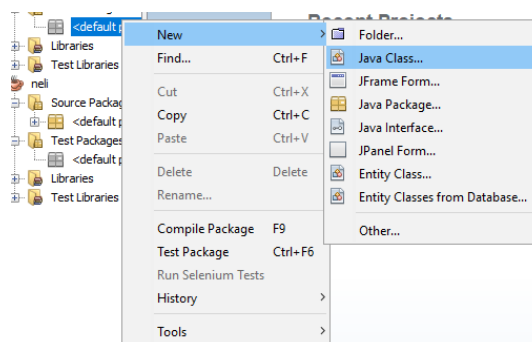 <default p
Libraries
Test Libraries
neli
Source Packag
<default p
Test Packages
<default p
Libraries
Test Libraries
New
Find... Ctrl+F
Cut Ctrl+X
Copy Ctrl+C
Paste Ctrl+V
Delete Delete
Rename...
Compile Package F9
Test Package Ctrl+F6
Run Selenium Tests
History
Tools
Recent Projects
Folder...
Java Class...
JFrame Form...
Java Package...
Java Interface...
JPanel Form...
Entity Class...
Entity Classes from Database...
Other...